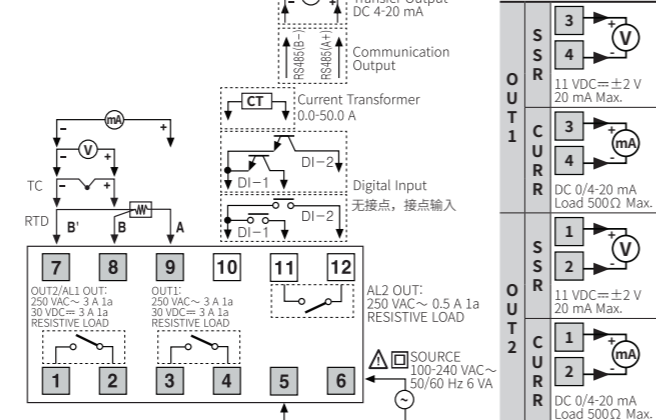 Transfer Output
DC 4-20 mA
RS485(B-)
RS485(A+)
Communication
Output
CT
Current Transformer
0.0-50.0 A
DI-2
DI-1
Digital Input
无接点，接点输入
DI-2
DI-1
mA
- +
V
- +
TC
- +
RTD
B'
B
A
7 8 9 10 11 12
OUT2/AL1 OUT:
250 VAC～ 3 A 1a
30 VDC⎓ 3 A 1a
RESISTIVE LOAD
OUT1:
250 VAC～ 3 A 1a
30 VDC⎓ 3 A 1a
RESISTIVE LOAD
AL2 OUT:
250 VAC～ 0.5 A 1a
RESISTIVE LOAD
1 2 3 4 5 6
SOURCE
100-240 VAC～
50/60 Hz 6 VA
OUT1
SSR
3
+
V
4
-
11 VDC⎓±2 V
20 mA Max.
CURR
3
+
mA
4
-
DC 0/4-20 mA
Load 500Ω Max.
OUT2
SSR
1
+
V
2
-
11 VDC⎓±2 V
20 mA Max.
CURR
1
+
mA
2
-
DC 0/4-20 mA
Load 500Ω Max.